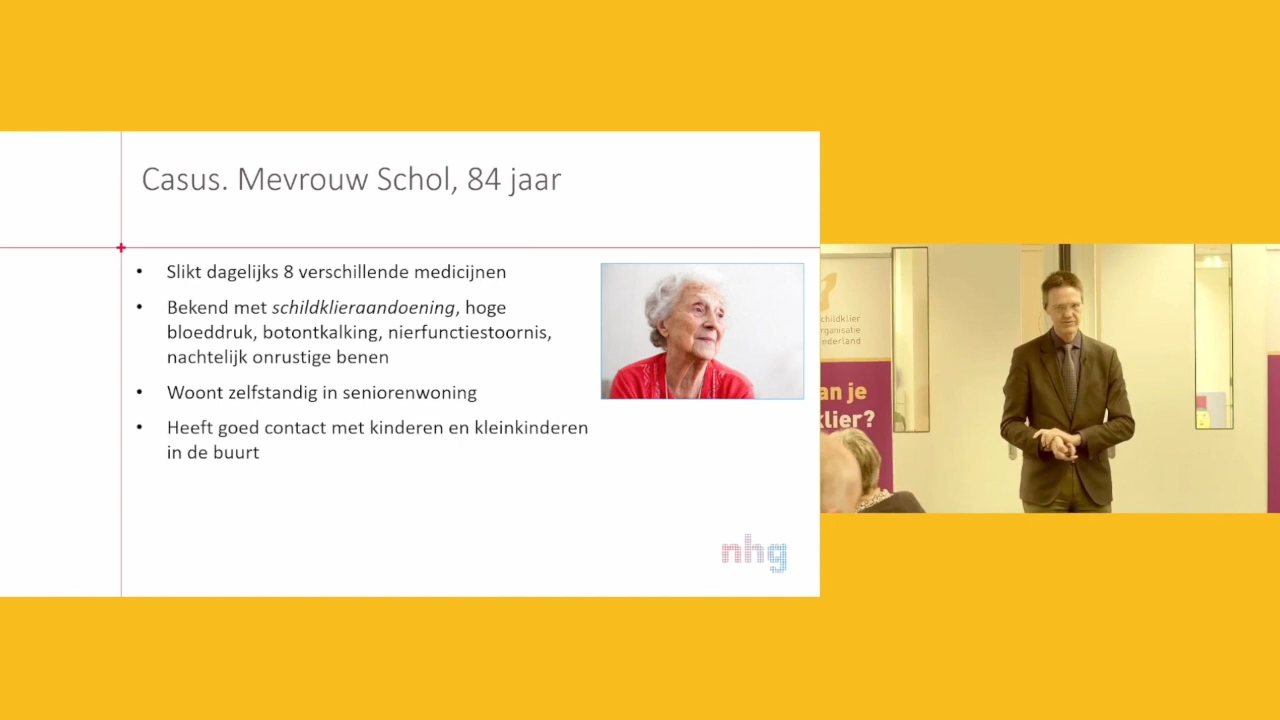 Casus. Mevrouw Schol, 84 jaar
• Slikt dagelijks 8 verschillende medicijnen
• Bekend met schildklieraandoening, hoge
bloeddruk, botontkalking, nierfunctiestoornis,
nachtelijk onrustige benen
• Woont zelfstandig in seniorenwoning
• Heeft goed contact met kinderen en kleinkinderen
in de buurt
nhg
childklier
rganisatie
ederland
an je
klier?